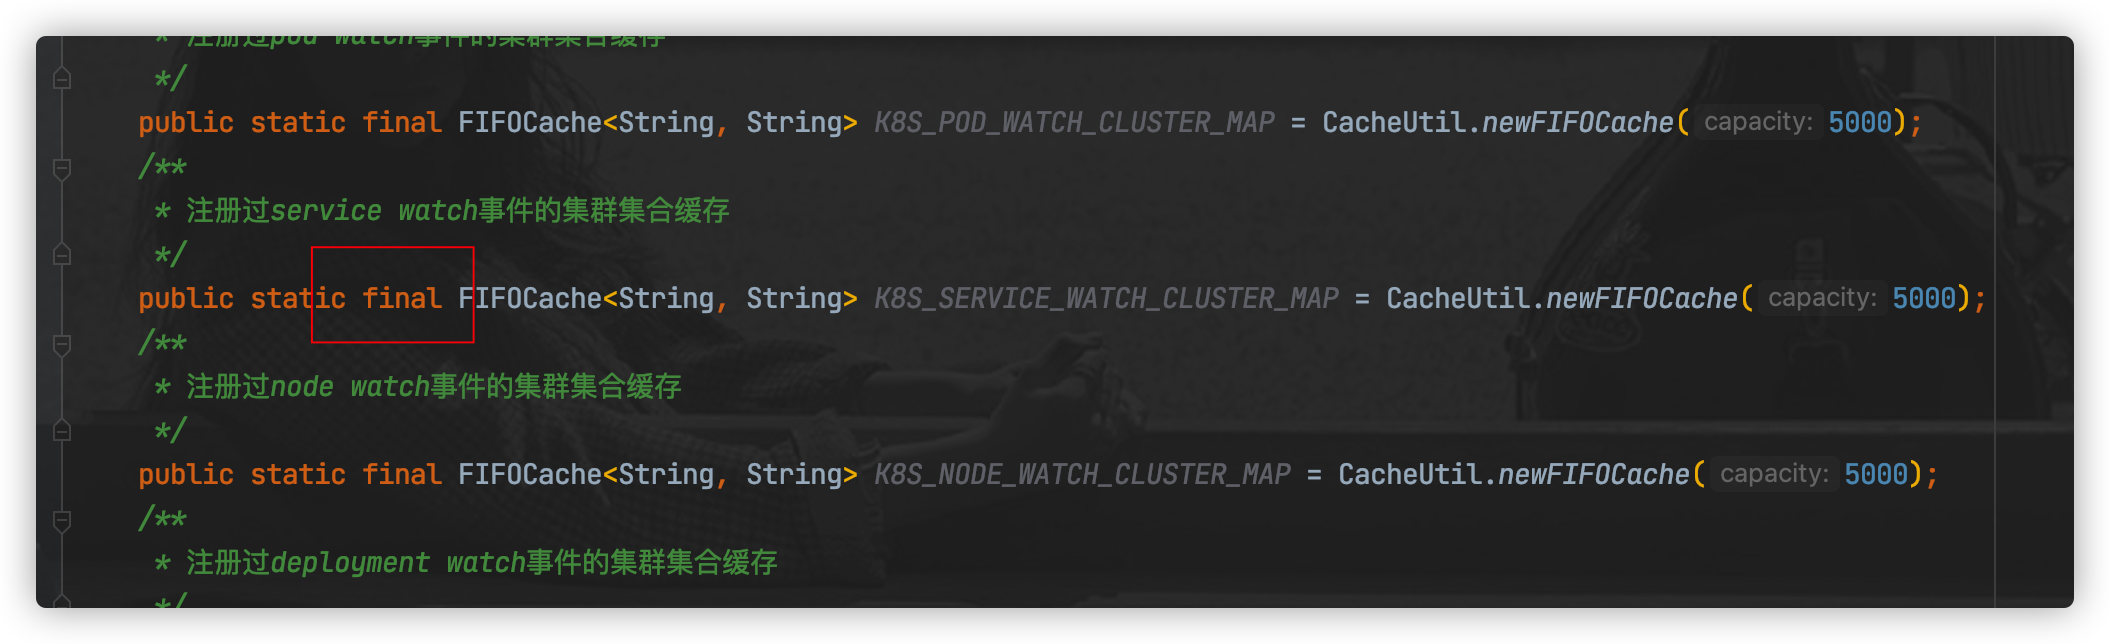 * 注册过pod watch事件的集群集合缓存
*/
public static final FIFOCache<String, String> K8S_POD_WATCH_CLUSTER_MAP = CacheUtil.newFIFOCache( capacity: 5000);
/**
* 注册过service watch事件的集群集合缓存
*/
public static final FIFOCache<String, String> K8S_SERVICE_WATCH_CLUSTER_MAP = CacheUtil.newFIFOCache( capacity: 5000);
/**
* 注册过node watch事件的集群集合缓存
*/
public static final FIFOCache<String, String> K8S_NODE_WATCH_CLUSTER_MAP = CacheUtil.newFIFOCache( capacity: 5000);
/**
* 注册过deployment watch事件的集群集合缓存
*/